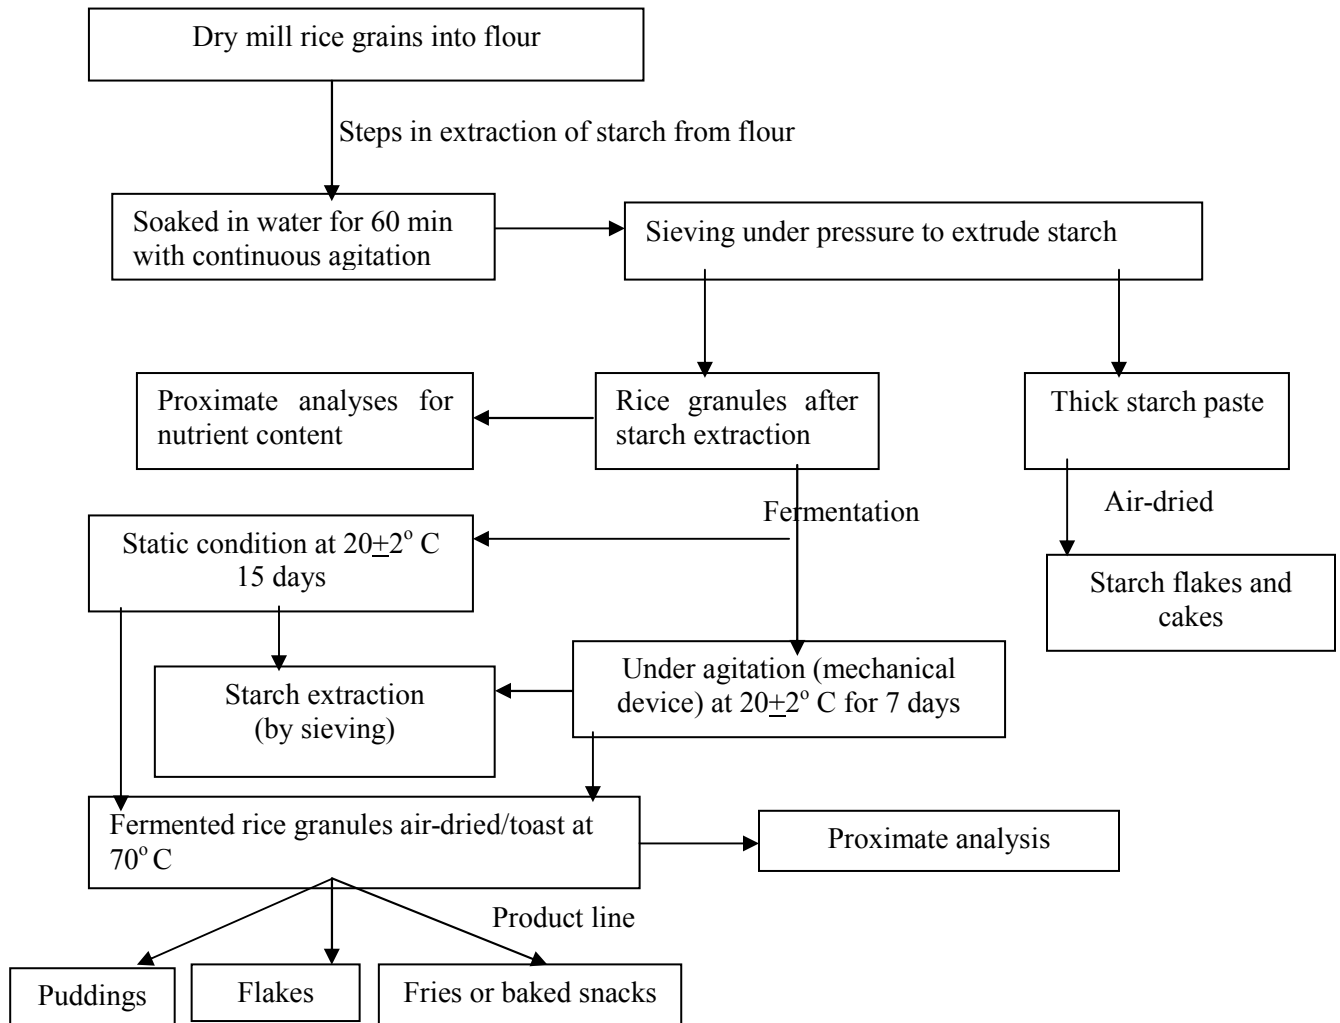 Dry mill rice grains into flour
Steps in extraction of starch from flour
Soaked in water for 60 min
with continuous agitation
Sieving under pressure to extrude starch
Proximate analyses for
nutrient content
Rice granules after
starch extraction
Thick starch paste
Fermentation
Air-dried
Static condition at 20±2° C
15 days
Starch flakes and
cakes
Starch extraction
(by sieving)
Under agitation (mechanical
device) at 20±2° C for 7 days
Fermented rice granules air-dried/toast at
70° C
Proximate analysis
Product line
Puddings
Flakes
Fries or baked snacks